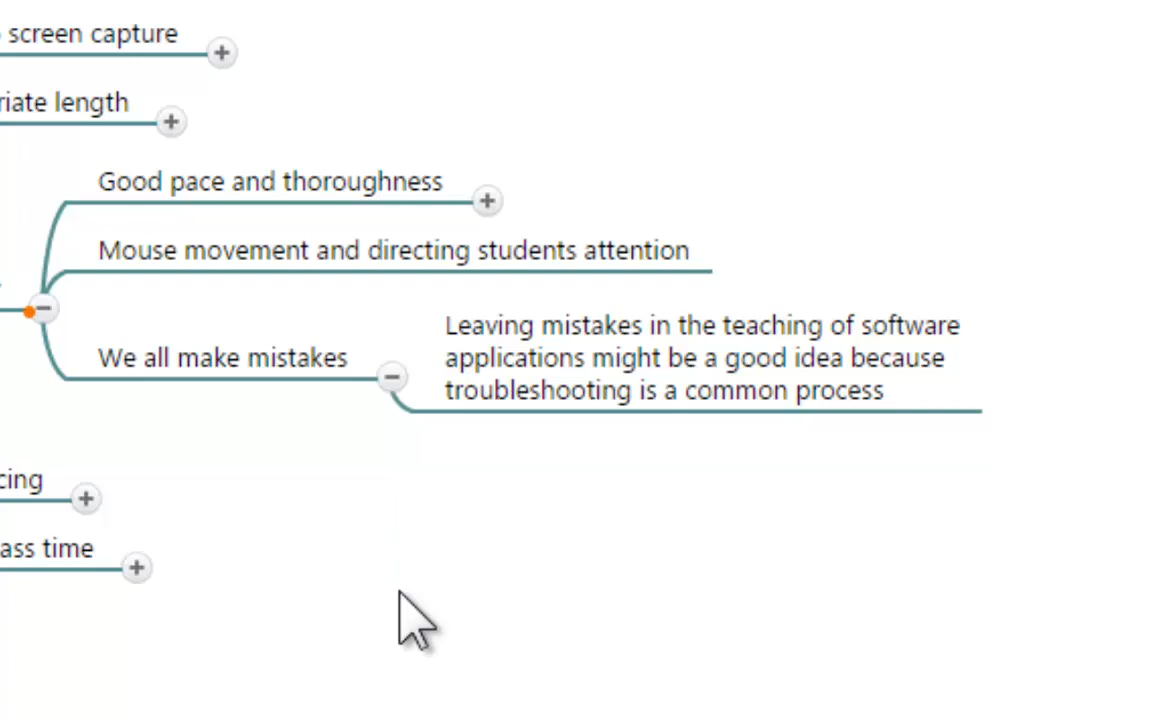 screen capture
riate length
Good pace and thoroughness
Mouse movement and directing students attention
We all make mistakes
Leaving mistakes in the teaching of software
applications might be a good idea because
troubleshooting is a common process
cing
ass time